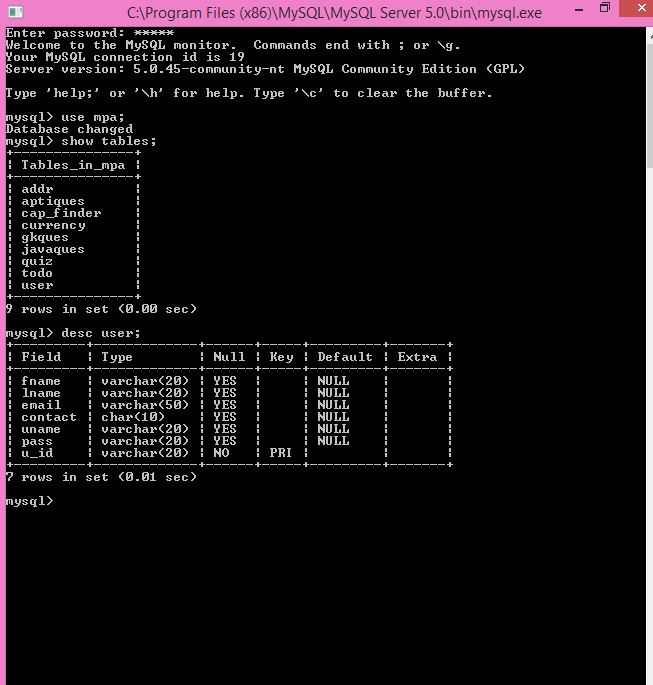 C:\Program Files (x86)\MySQL\MySQL Server 5.0\bin\mysql.exe
Enter password: *****
Welcome to the MySQL monitor.  Commands end with ; or \g.
Your MySQL connection id is 19
Server version: 5.0.45-community-nt MySQL Community Edition (GPL)

Type 'help;' or '\h' for help. Type '\c' to clear the buffer.

mysql> use mpa;
Database changed
mysql> show tables;
+---------------+
¦ Tables_in_mpa ¦
+---------------+
¦ addr          ¦
¦ aptiques      ¦
¦ cap_finder    ¦
¦ currency      ¦
¦ gkques        ¦
¦ javaques      ¦
¦ quiz          ¦
¦ todo          ¦
¦ user          ¦
+---------------+
9 rows in set (0.00 sec)

mysql> desc user;
+---------+-------------+------+-----+---------+-------+
¦ Field   ¦ Type        ¦ Null ¦ Key ¦ Default ¦ Extra ¦
+---------+-------------+------+-----+---------+-------+
¦ fname   ¦ varchar(20) ¦ YES  ¦     ¦ NULL    ¦       ¦
¦ lname   ¦ varchar(20) ¦ YES  ¦     ¦ NULL    ¦       ¦
¦ email   ¦ varchar(50) ¦ YES  ¦     ¦ NULL    ¦       ¦
¦ contact ¦ char(10)    ¦ YES  ¦     ¦ NULL    ¦       ¦
¦ uname   ¦ varchar(20) ¦ YES  ¦     ¦ NULL    ¦       ¦
¦ pass    ¦ varchar(20) ¦ YES  ¦     ¦ NULL    ¦       ¦
¦ u_id    ¦ varchar(20) ¦ NO   ¦ PRI ¦         ¦       ¦
+---------+-------------+------+-----+---------+-------+
7 rows in set (0.01 sec)

mysql>